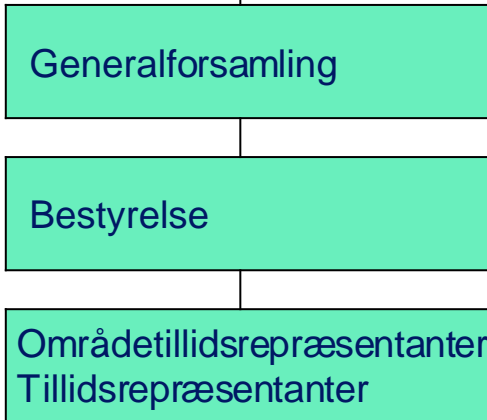 Generalforsamling
Bestyrelse
Områdetillidsrepræsentanter
Tillidsrepræsentanter